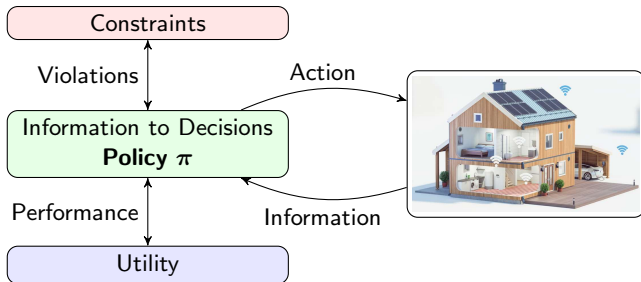 Constraints
Violations
Action
Information to Decisions
Policy π
Performance
Information
Utility